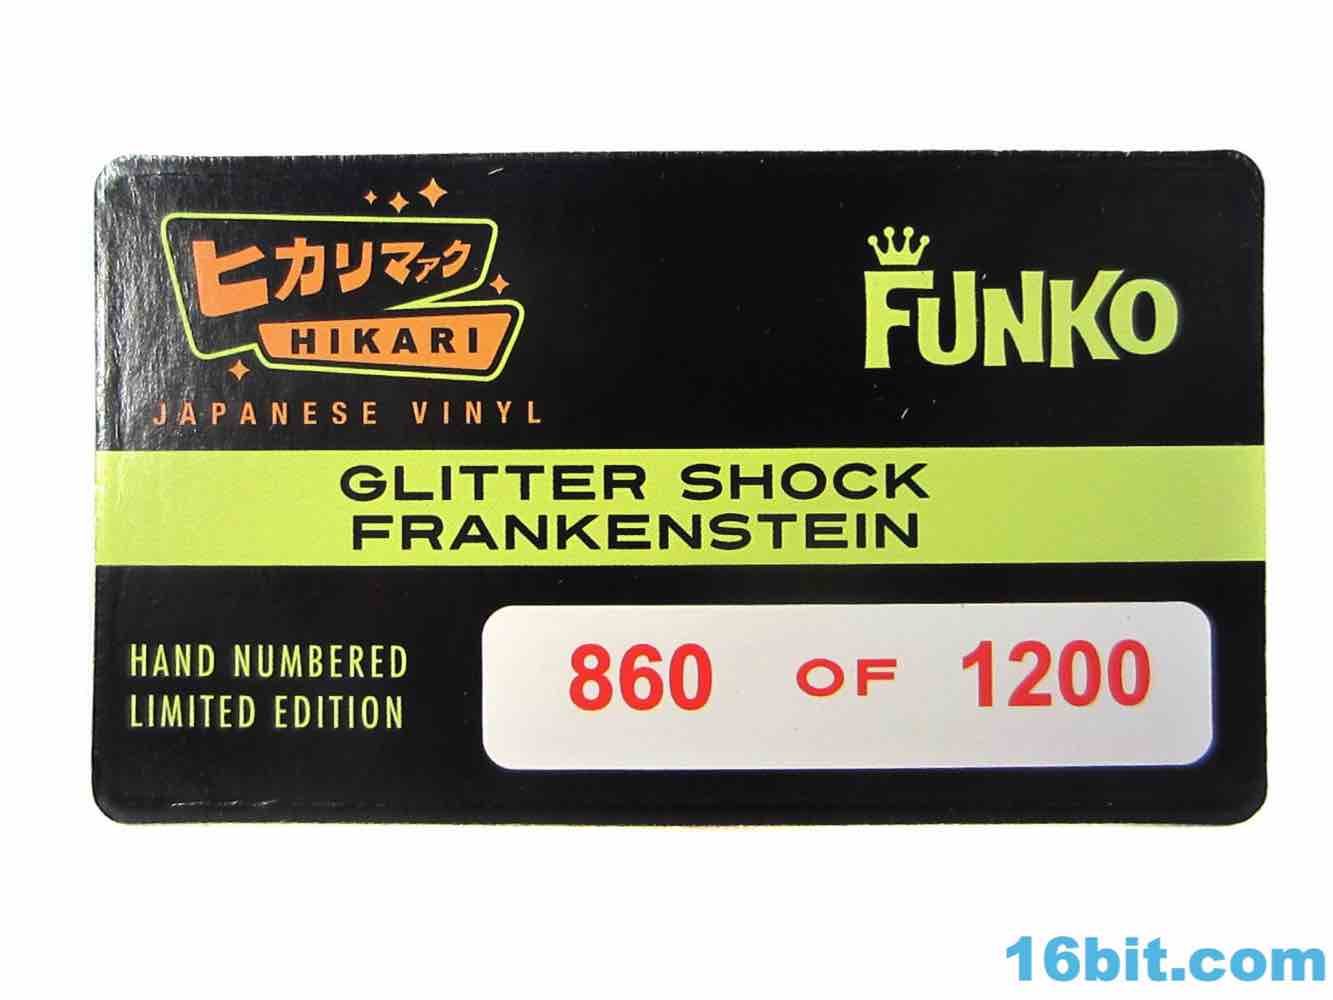 ヒカリマァク
HIKARI
JAPANESE VINYL
FUNKO
GLITTER SHOCK
FRANKENSTEIN
HAND NUMBERED
LIMITED EDITION
860 OF 1200
16bit.com